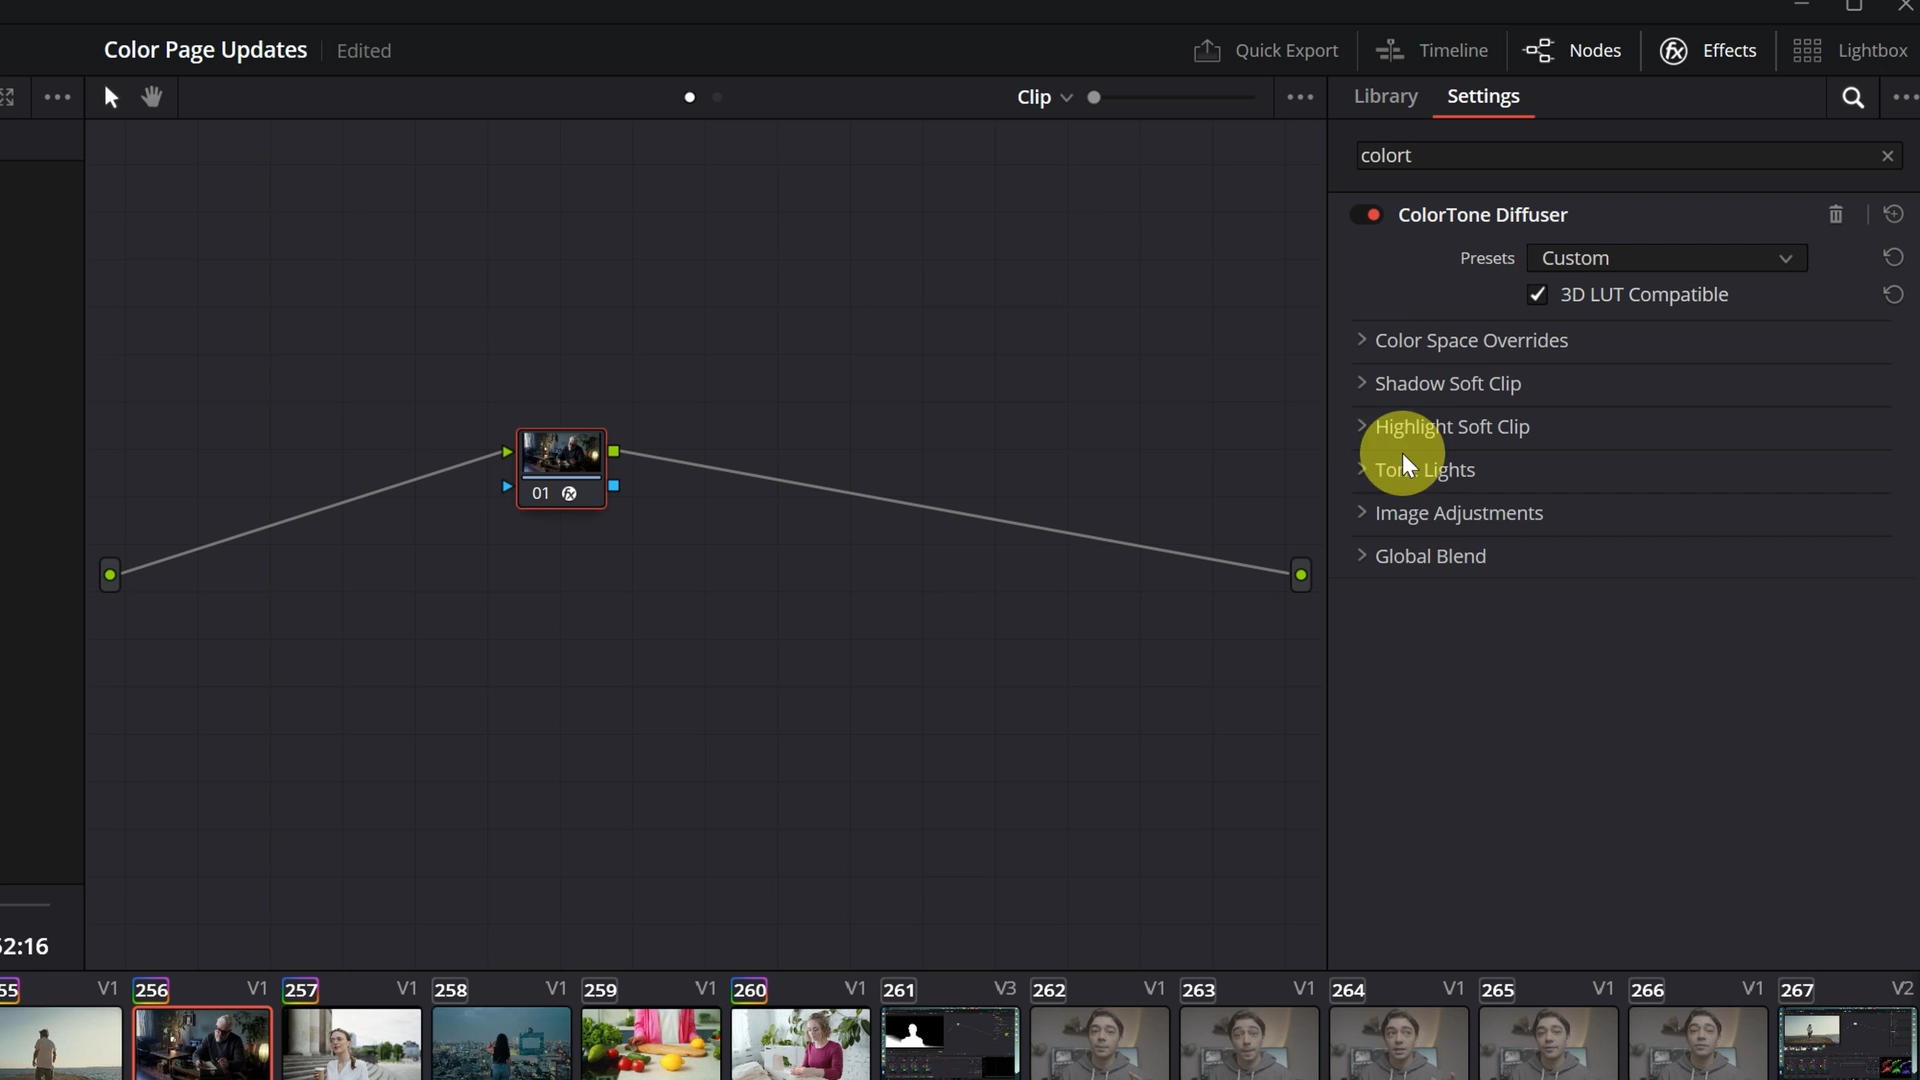 Color Page Updates
Edited
Quick Export
Timeline
Nodes
Effects
Lightbox
Clip
Library
Settings
colort
ColorTone Diffuser
Presets
Custom
3D LUT Compatible
Color Space Overrides
Shadow Soft Clip
Highlight Soft Clip
Lights
Image Adjustments
Global Blend
01
52:16
55 V1
256 V1
257 V1
258 V1
259 V1
260 V1
261 V3
262 V1
263 V1
264 V1
265 V1
266 V1
267 V2